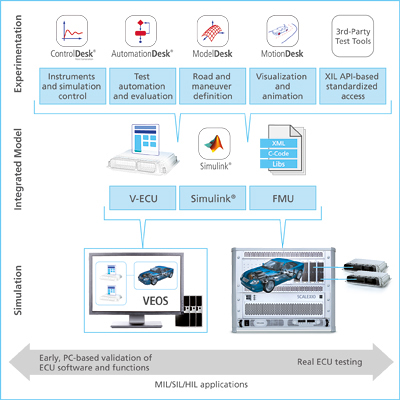 Experimentation
ControlDesk®
AutomationDesk®
ModelDesk®
MotionDesk®
3rd-Party
Test Tools
Instruments
and simulation
control
Test
automation
and evaluation
Road and
maneuver
definition
Visualization
and
animation
XIL API-based
standardized
access
Integrated Model
Simulink®
XML
C-Code
Libs
V-ECU
Simulink®
FMU
Simulation
VEOS
SCALEXIO
Early, PC-based validation of
ECU software and functions
Real ECU testing
MIL/SIL/HIL applications